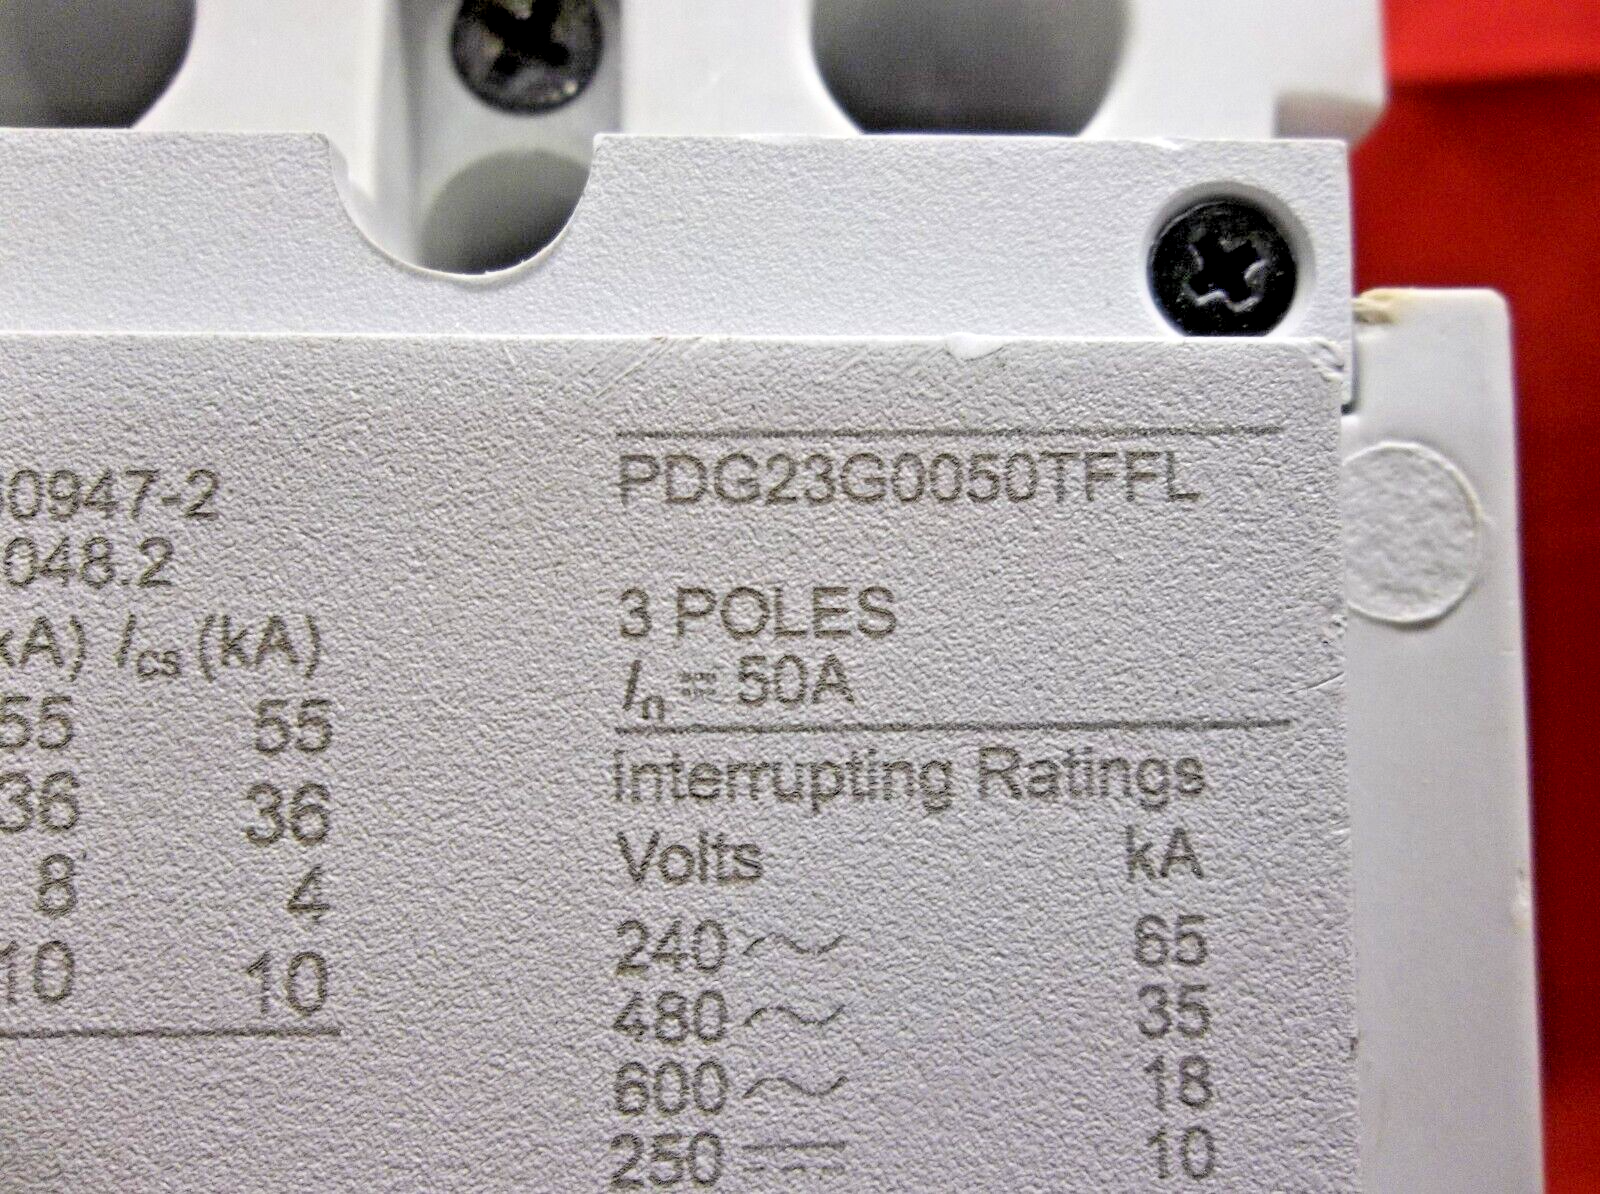 0947-2
048.2
kA) Ics (kA)
55 55
36 36
8 4
10 10
PDG23G0050TFFL
3 POLES
In = 50A
Interrupting Ratings
Volts kA
240 ~ 65
480 ~ 35
600 ~ 18
250 ⎓ 10